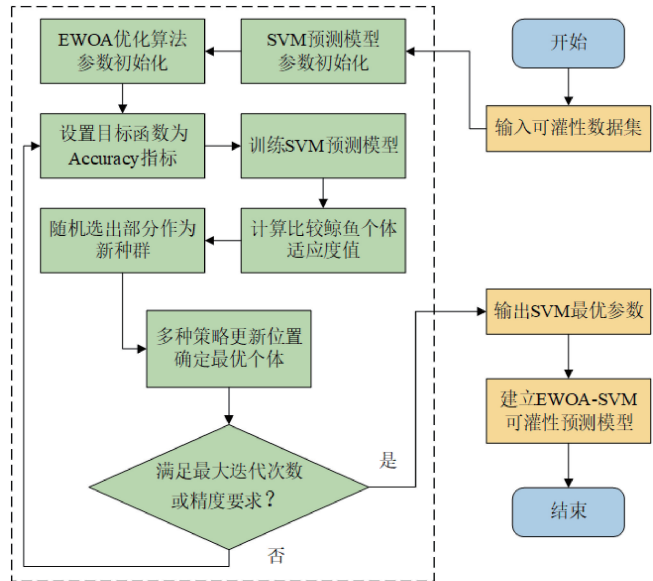 开始
输入可灌性数据集
SVM预测模型
参数初始化
EWOA优化算法
参数初始化
设置目标函数为
Accuracy指标
训练SVM预测模型
计算比较鲸鱼个体
适应度值
随机选出部分作为
新种群
多种策略更新位置
确定最优个体
满足最大迭代次数
或精度要求？
是
否
输出SVM最优参数
建立EWOA-SVM
可灌性预测模型
结束